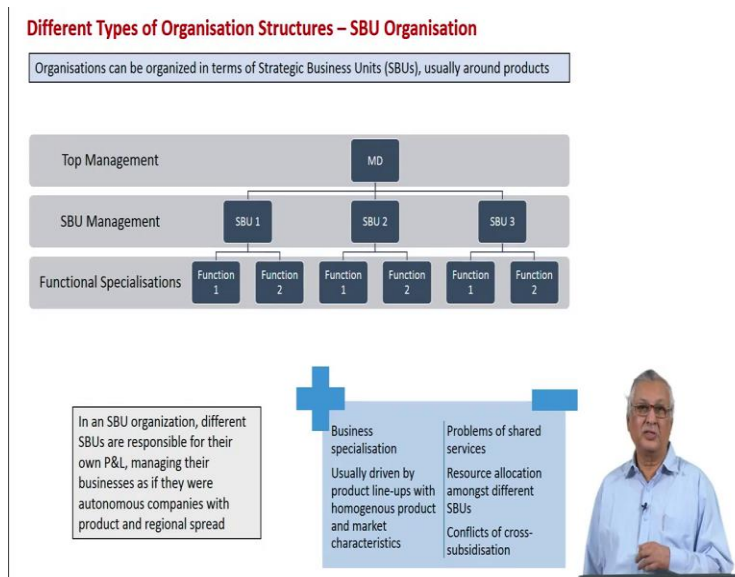 Different Types of Organisation Structures – SBU Organisation
Organisations can be organized in terms of Strategic Business Units (SBUs), usually around products
Top Management
MD
SBU Management
SBU 1
SBU 2
SBU 3
Functional Specialisations
Function
1
Function
2
Function
1
Function
2
Function
1
Function
2
In an SBU organization, different
SBUs are responsible for their
own P&L, managing their
businesses as if they were
autonomous companies with
product and regional spread
Business
specialisation
Usually driven by
product line-ups with
homogenous product
and market
characteristics
Problems of shared
services
Resource allocation
amongst different
SBUs
Conflicts of cross-
subsidisation